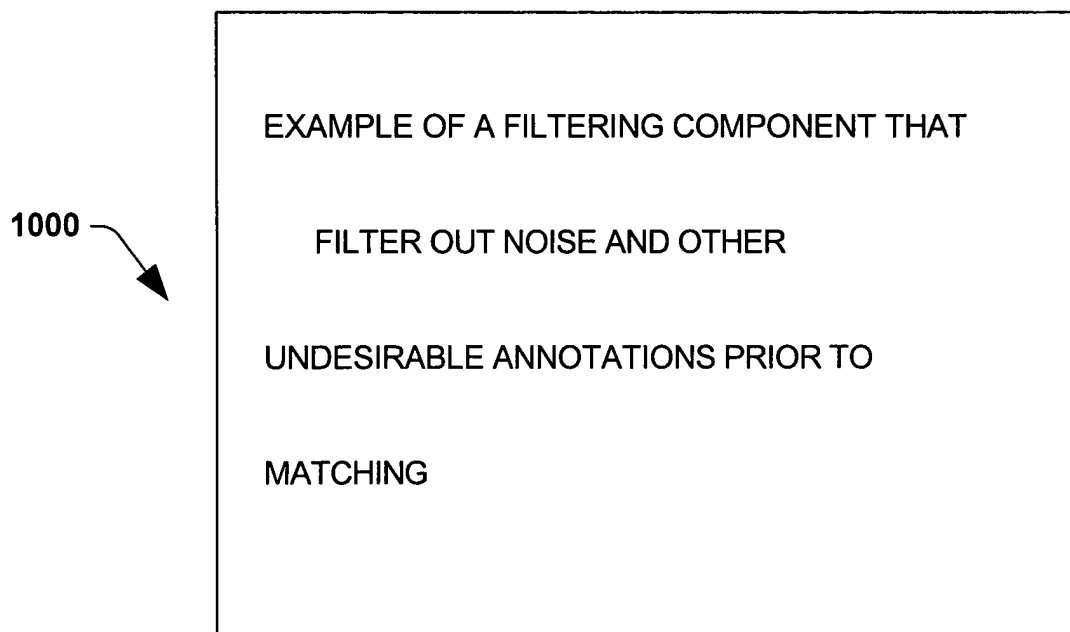 EXAMPLE OF A FILTERING COMPONENT THAT
1000
FILTER OUT NOISE AND OTHER
UNDESIRABLE ANNOTATIONS PRIOR TO
MATCHING